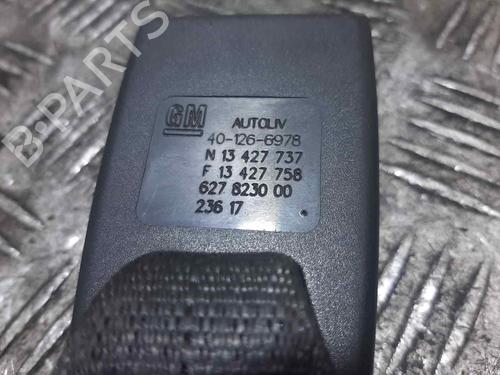 B-PARTS
GM AUTOLIV
40-126-6978
N 13 427 737
F 13 427 758
627 8230 00
236 17